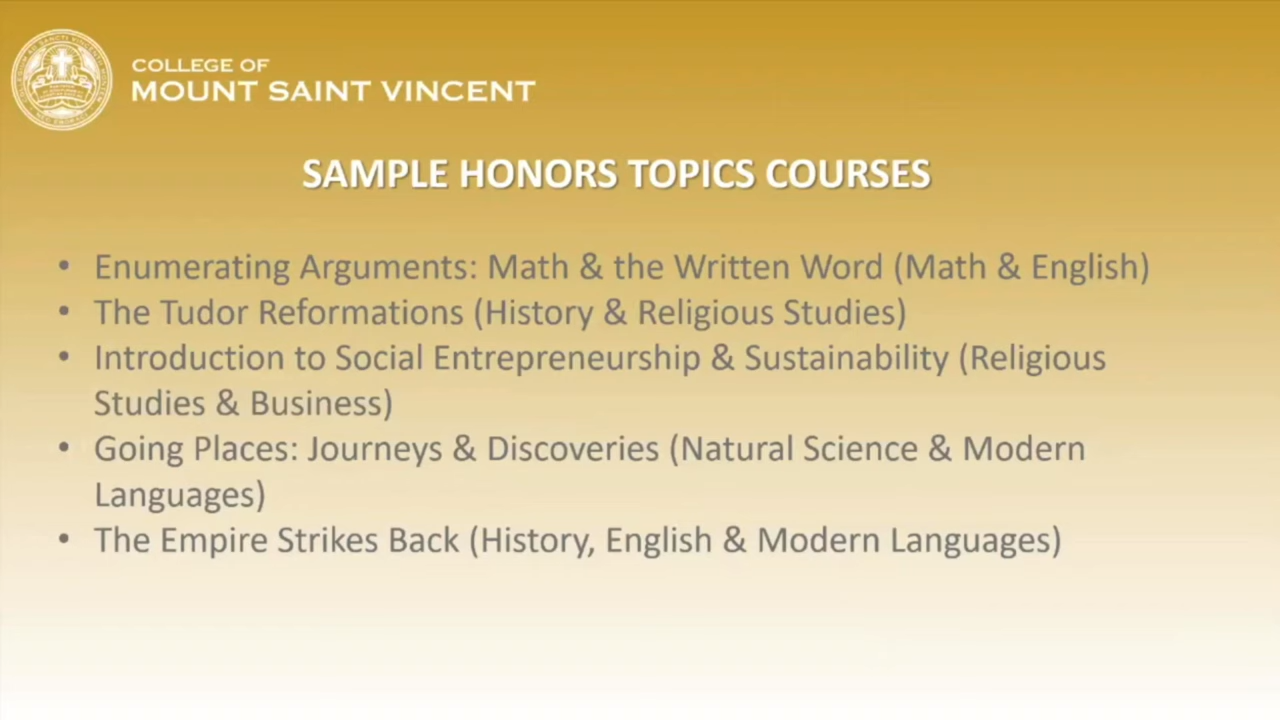 COLLEGE OF
MOUNT SAINT VINCENT
SAMPLE HONORS TOPICS COURSES
• Enumerating Arguments: Math & the Written Word (Math & English)
• The Tudor Reformations (History & Religious Studies)
• Introduction to Social Entrepreneurship & Sustainability (Religious
Studies & Business)
• Going Places: Journeys & Discoveries (Natural Science & Modern
Languages)
• The Empire Strikes Back (History, English & Modern Languages)